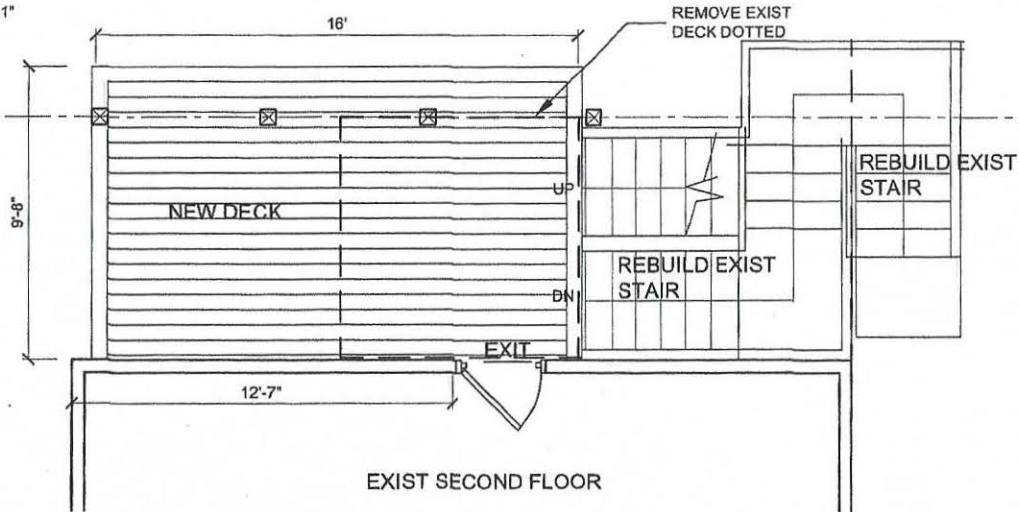 1"
16'
REMOVE EXIST
DECK DOTTED
9'-8"
NEW DECK
UP
REBUILD EXIST
STAIR
REBUILD EXIST
STAIR
DN
EXIT
12'-7"
EXIST SECOND FLOOR